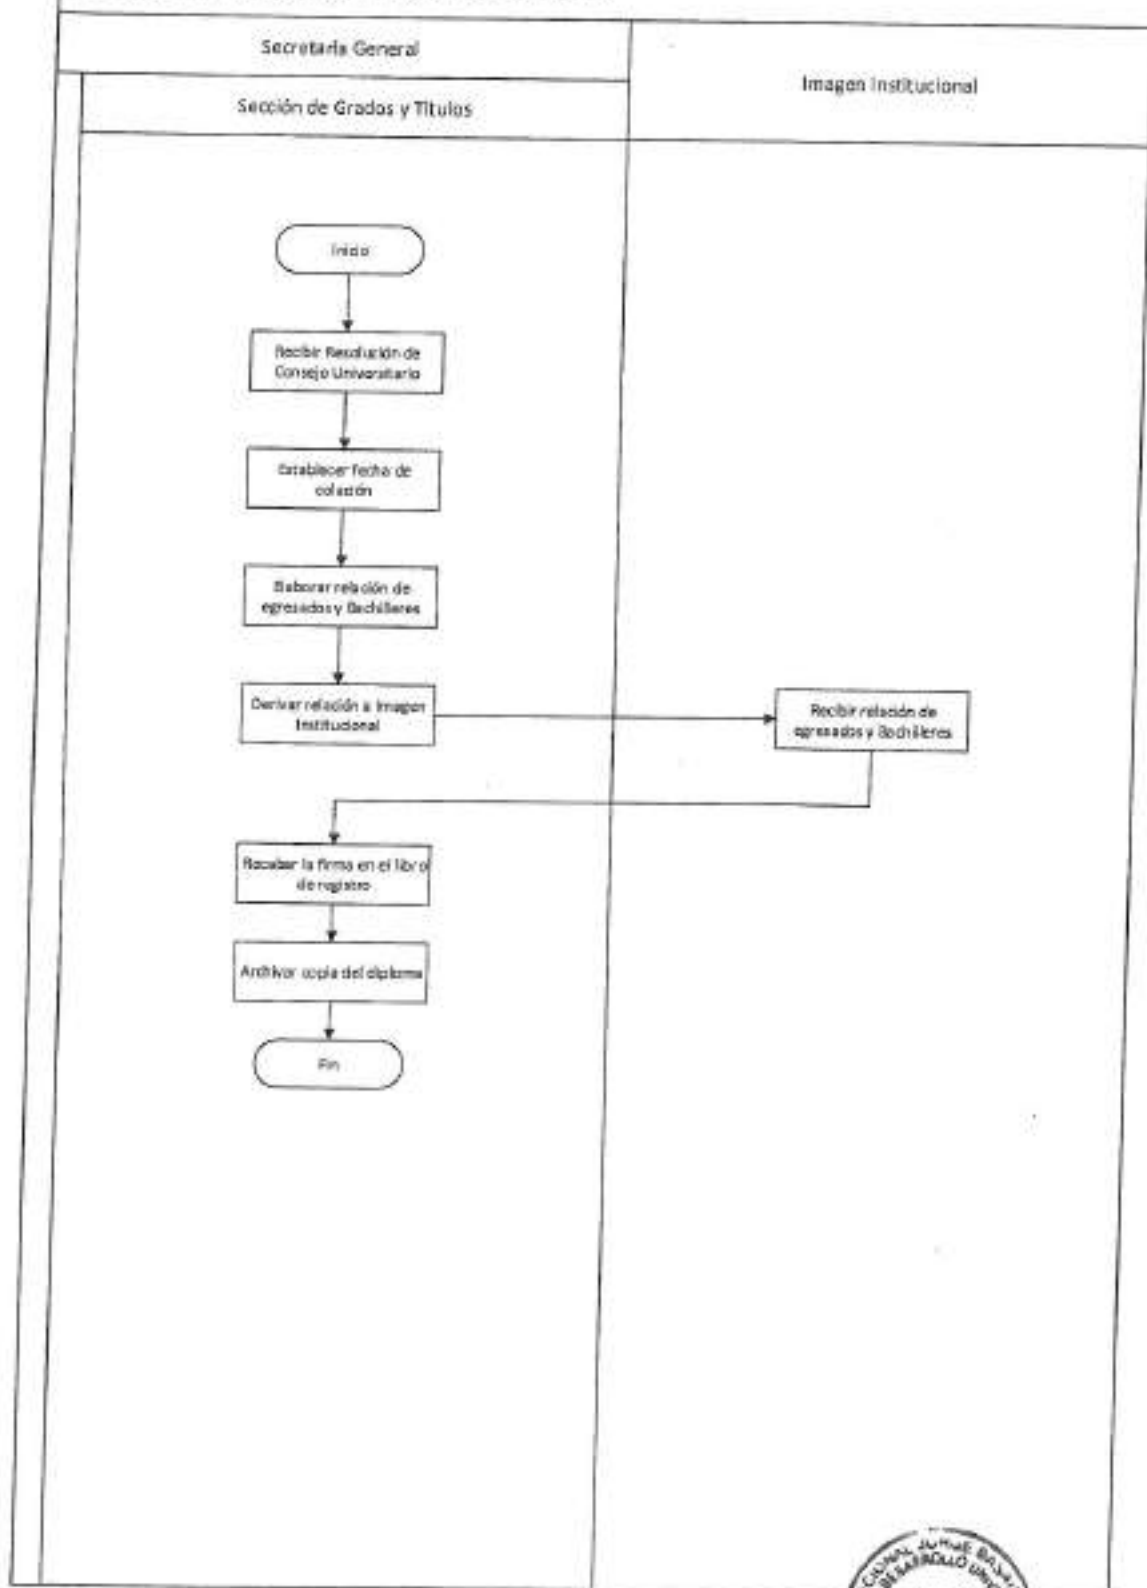 Secretaría General
Imagen Institucional
Sección de Grados y Títulos
Inicio
Recibir Resolución de
Consejo Universitario
Establecer fecha de
colación
Elaborar relación de
egresados y Bachilleres
Derivar relación a Imagen
Institucional
Recibir relación de
egresados y Bachilleres
Recabar la firma en el libro
de registro
Archivar copia del diploma
Fin
JORGE
DESARROLLO